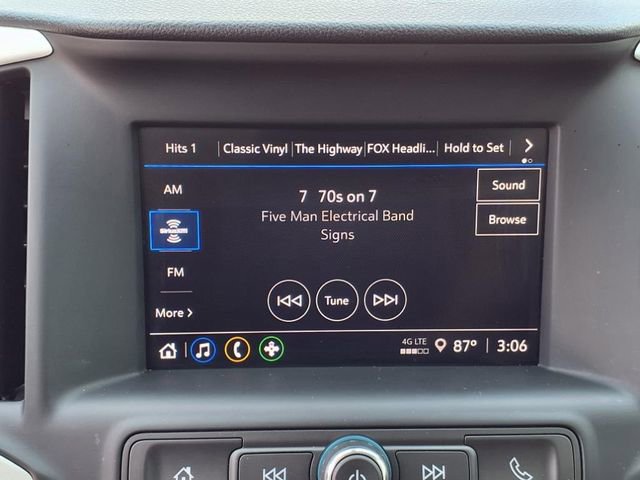 Hits 1 Classic Vinyl The Highway FOX Headli... Hold to Set
AM
7 70s on 7
Sound
Five Man Electrical Band
Browse
SiriusXM
Signs
FM
Tune
More
4G LTE
87° 3:06